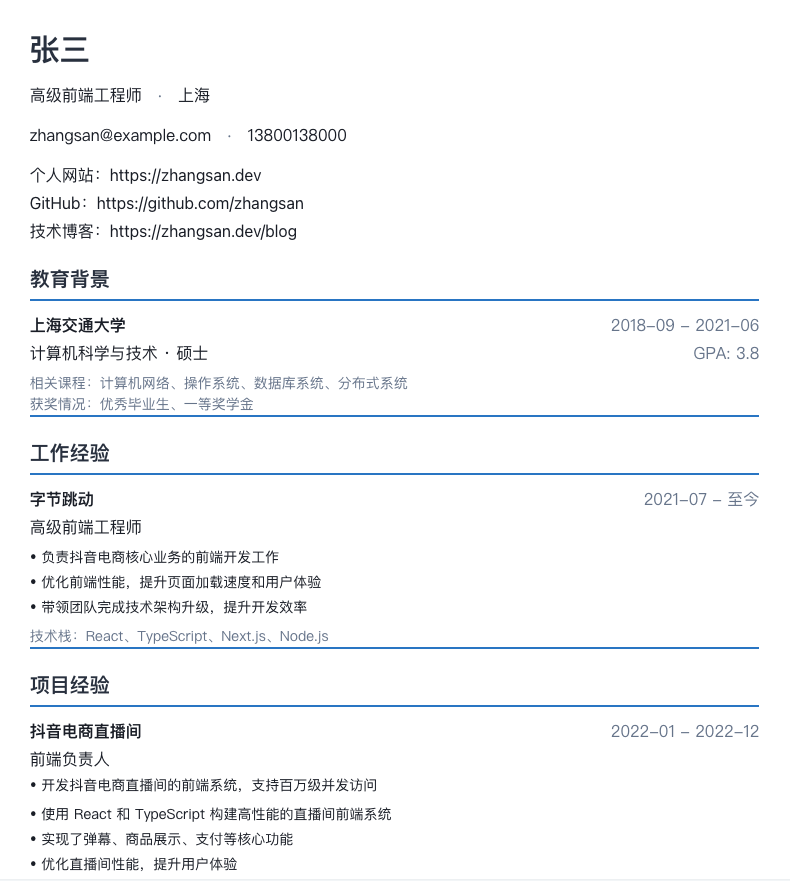 张三
高级前端工程师 · 上海
zhangsan@example.com · 13800138000
个人网站：https://zhangsan.dev
GitHub：https://github.com/zhangsan
技术博客：https://zhangsan.dev/blog
教育背景
上海交通大学 2018-09 – 2021-06
计算机科学与技术 · 硕士 GPA: 3.8
相关课程：计算机网络、操作系统、数据库系统、分布式系统
获奖情况：优秀毕业生、一等奖学金
工作经验
字节跳动 2021-07 – 至今
高级前端工程师
• 负责抖音电商核心业务的前端开发工作
• 优化前端性能，提升页面加载速度和用户体验
• 带领团队完成技术架构升级，提升开发效率
技术栈：React、TypeScript、Next.js、Node.js
项目经验
抖音电商直播间 2022-01 – 2022-12
前端负责人
• 开发抖音电商直播间的前端系统，支持百万级并发访问
• 使用 React 和 TypeScript 构建高性能的直播间前端系统
• 实现了弹幕、商品展示、支付等核心功能
• 优化直播间性能，提升用户体验